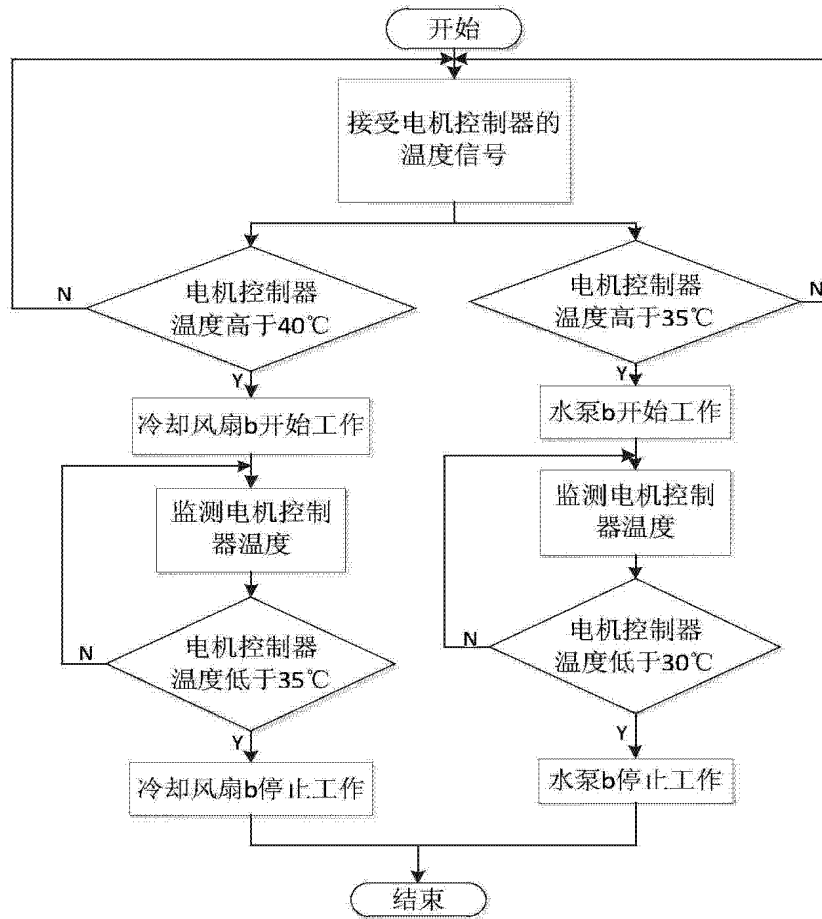 开始
接受电机控制器的
温度信号
N
电机控制器
温度高于40℃
Y
电机控制器
温度高于35℃
N
Y
冷却风扇b开始工作
水泵b开始工作
监测电机控制
器温度
监测电机控制
器温度
N
电机控制器
温度低于35℃
Y
N
电机控制器
温度低于30℃
Y
冷却风扇b停止工作
水泵b停止工作
结束